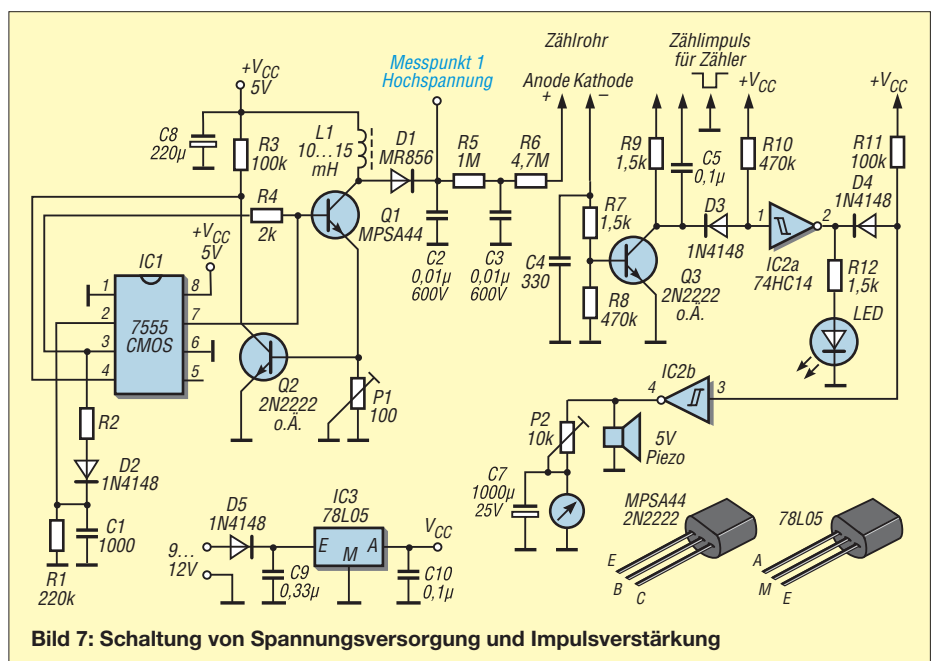 +VCC
5V
C8
220µ
R3
100k
L1
10...15
mH
D1
MR856
Messpunkt 1
Hochspannung
R5
1M
R6
4,7M
Zählrohr
Anode Kathode
+
–
Zählimpuls
für Zähler
+VCC
+VCC
R9
1,5k
C5
0,1µ
R10
470k
R11
100k
D4
1N4148
R4
2k
Q1
MPSA44
C2
0,01µ
600V
C3
0,01µ
600V
C4
330
R7
1,5k
R8
470k
Q3
2N2222
o.Ä.
D3
1N4148
1
2
IC2a
74HC14
R12
1,5k
LED
+VCC
5V
IC1
7555
CMOS
1
2
3
4
8
7
6
5
Q2
2N2222
o.Ä.
P1
100
R2
D2
1N4148
C1
1000
R1
220k
IC2b
4
3
P2
10k
5V
Piezo
C7
1000µ
25V
D5
1N4148
9...
12V
C9
0,33µ
IC3
78L05
E
M
A
VCC
C10
0,1µ
MPSA44
2N2222
E
B
C
78L05
A
M
E
Bild 7: Schaltung von Spannungsversorgung und Impulsverstärkung